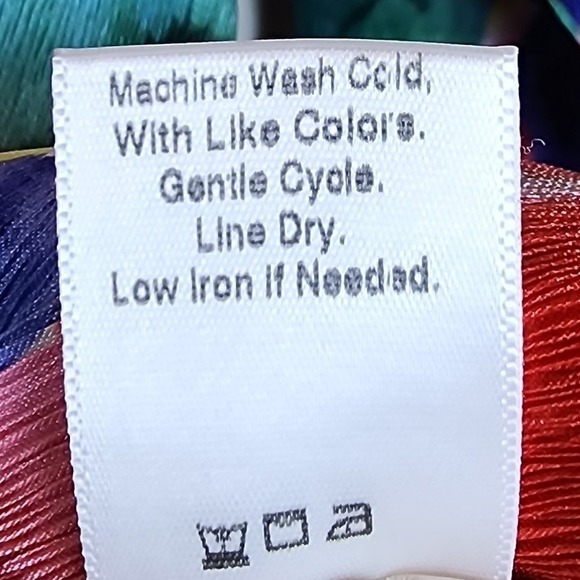 Machine Wash Cold,
With Like Colors.
Gentle Cycle.
Line Dry.
Low Iron If Needed.